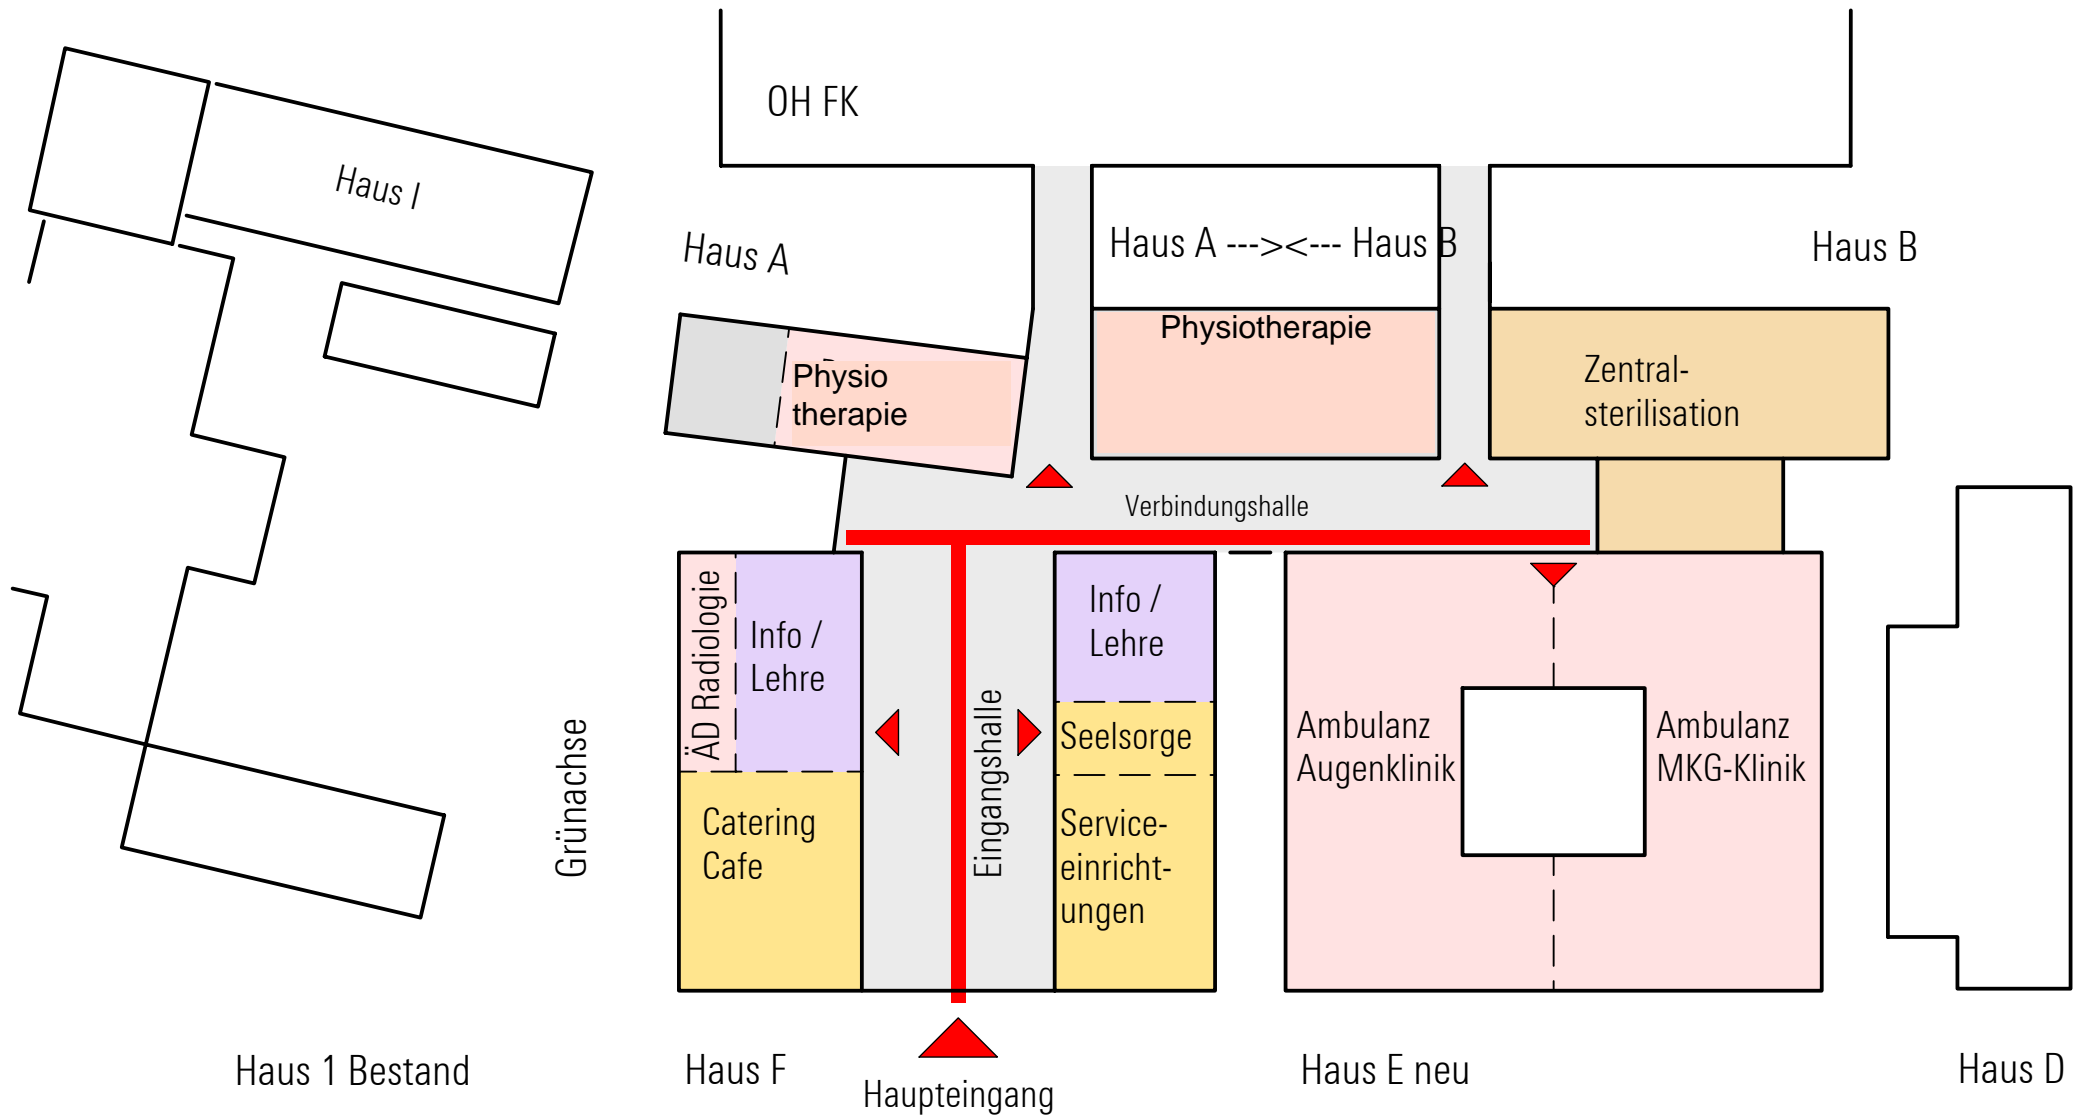 OH FK
Haus I
Haus A
Haus A ---><--- Haus B
Haus B
Physiotherapie
Physio
therapie
Zentral-
sterilisation
Verbindungshalle
ÄD Radiologie
Info /
Lehre
Info /
Lehre
Eingangshalle
Seelsorge
Grünachse
Catering
Cafe
Service-
einricht-
ungen
Ambulanz
Augenklinik
Ambulanz
MKG-Klinik
Haus 1 Bestand
Haus F
Haupteingang
Haus E neu
Haus D